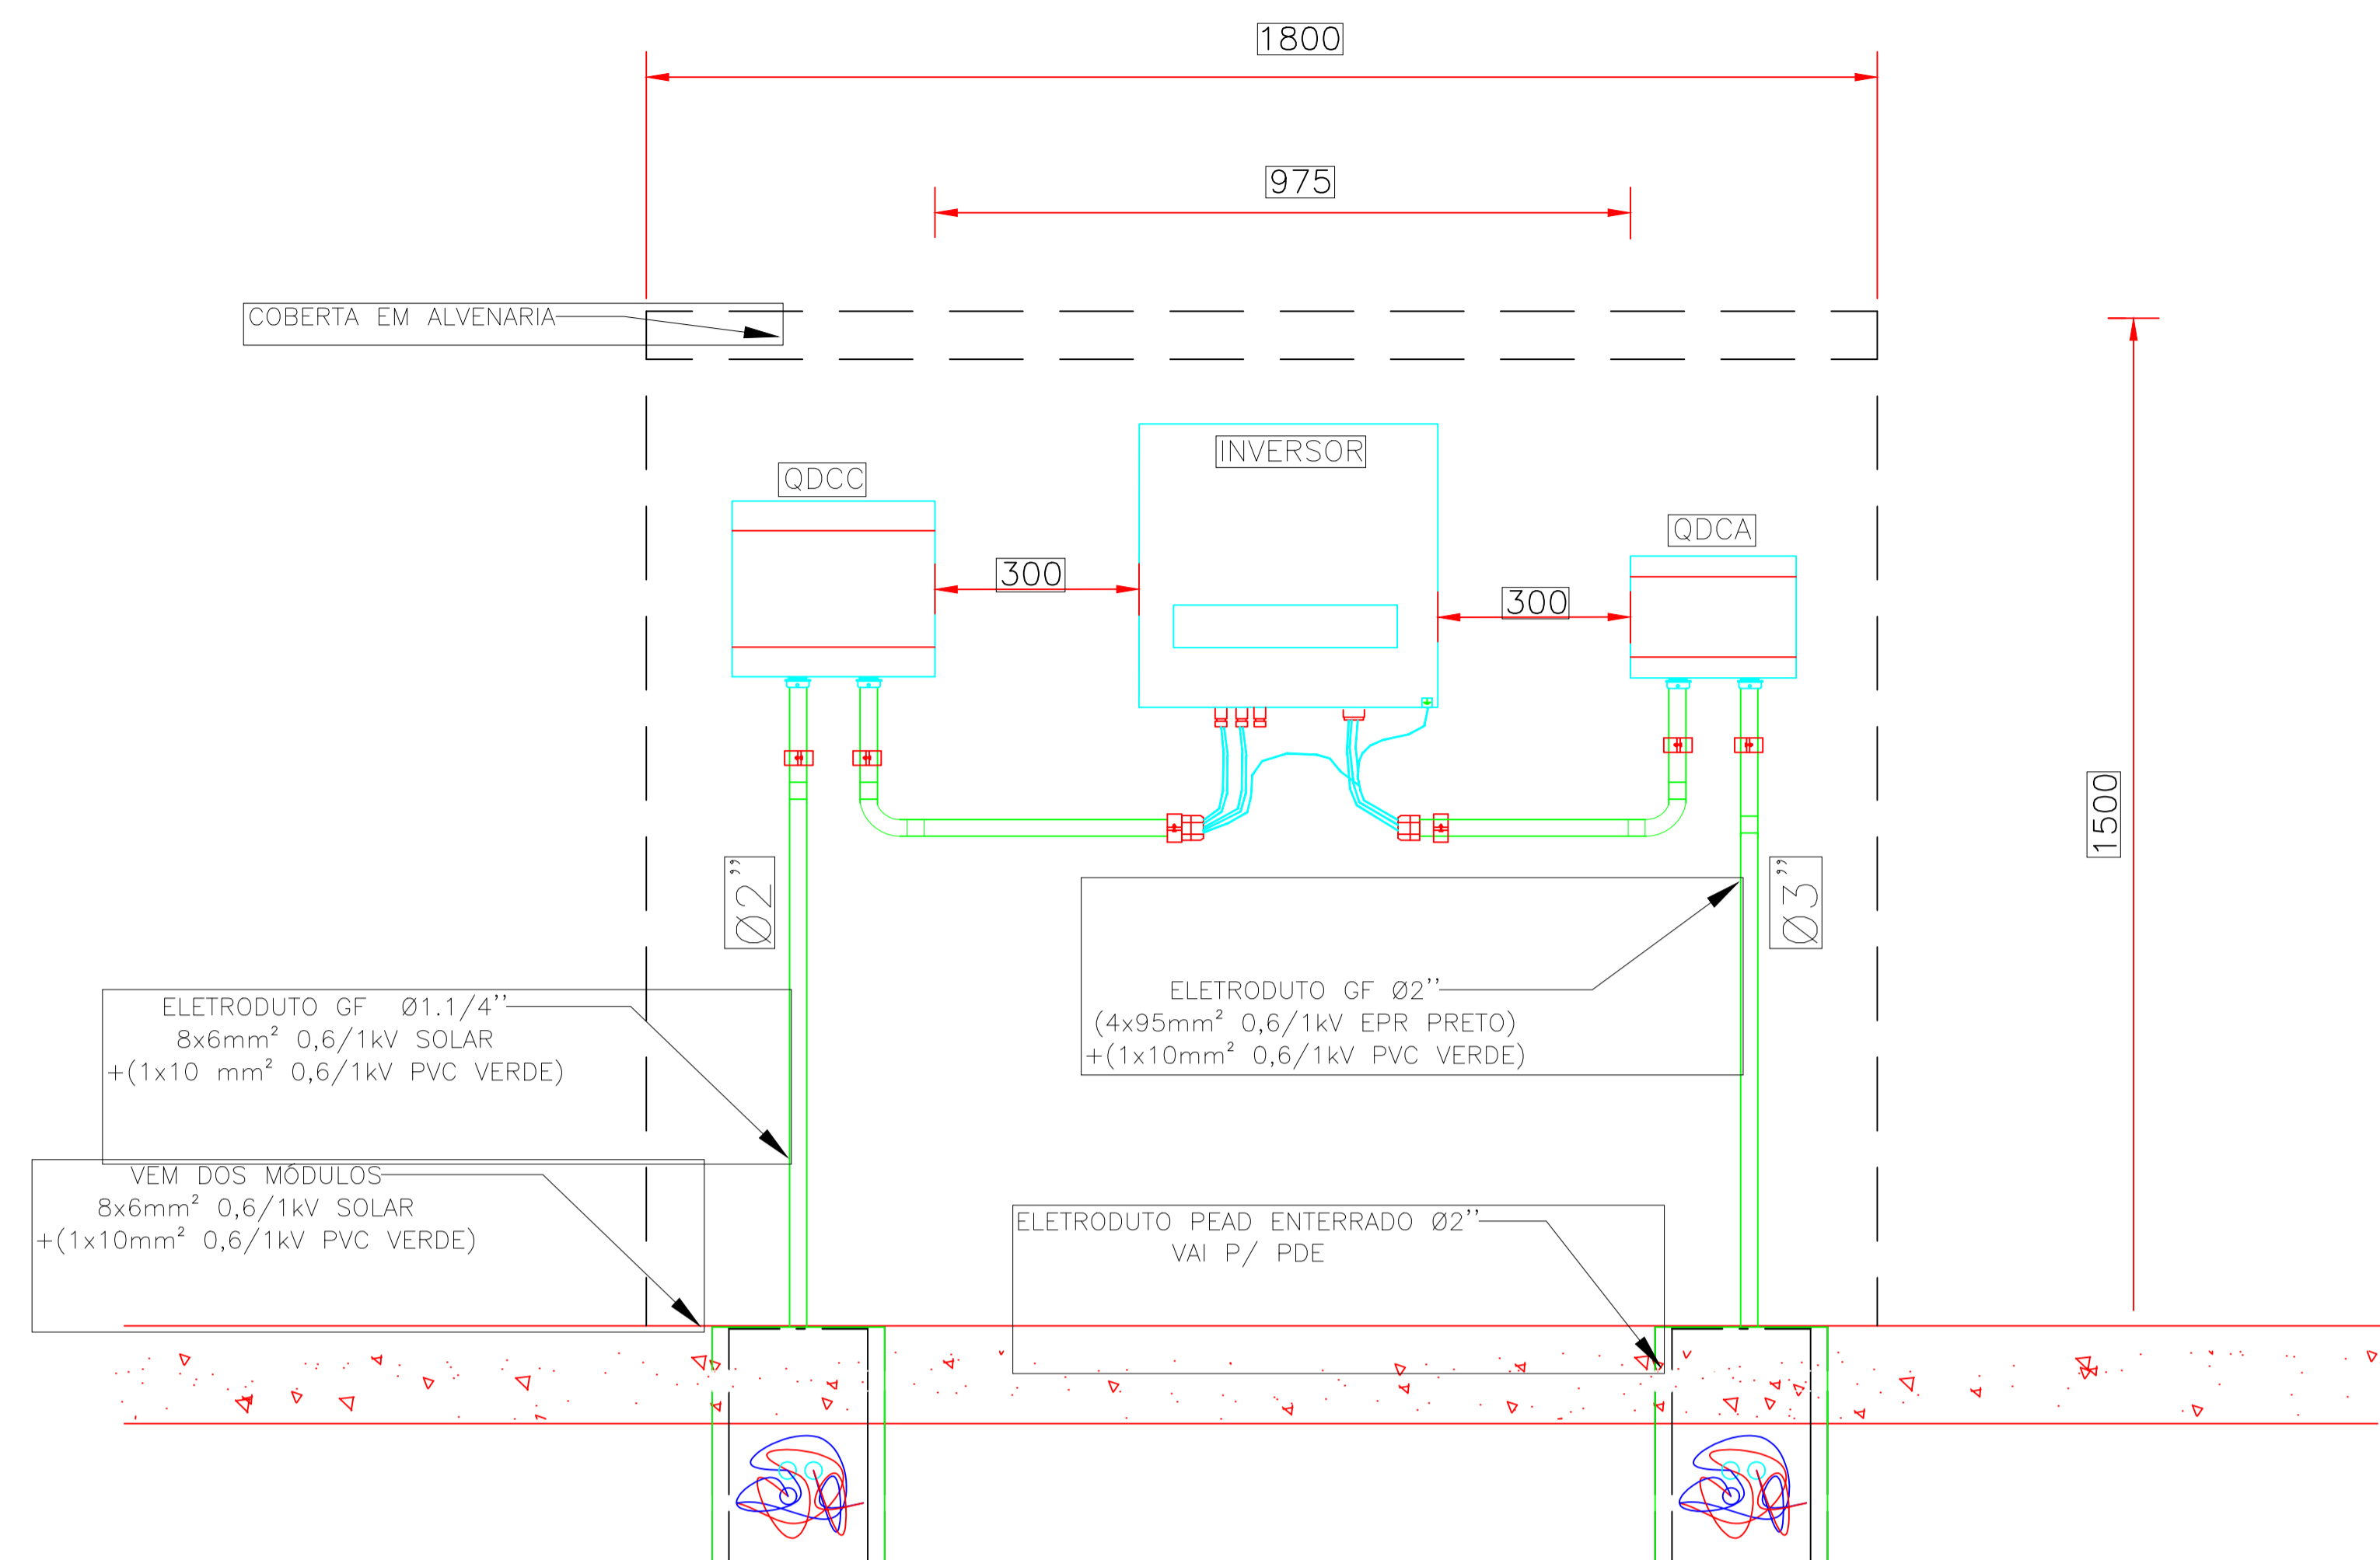 1800
975
COBERTA EM ALVENARIA
INVERSOR
QDCC
QDCA
300
300
1500
Ø2"
Ø3"
ELETRODUTO GF Ø1.1/4''
8x6mm² 0,6/1kV SOLAR
+(1x10 mm² 0,6/1kV PVC VERDE)
ELETRODUTO GF Ø2''
(4x95mm² 0,6/1kV EPR PRETO)
+(1x10mm² 0,6/1kV PVC VERDE)
VEM DOS MÓDULOS
8x6mm² 0,6/1kV SOLAR
+(1x10mm² 0,6/1kV PVC VERDE)
ELETRODUTO PEAD ENTERRADO Ø2''
VAI P/ PDE